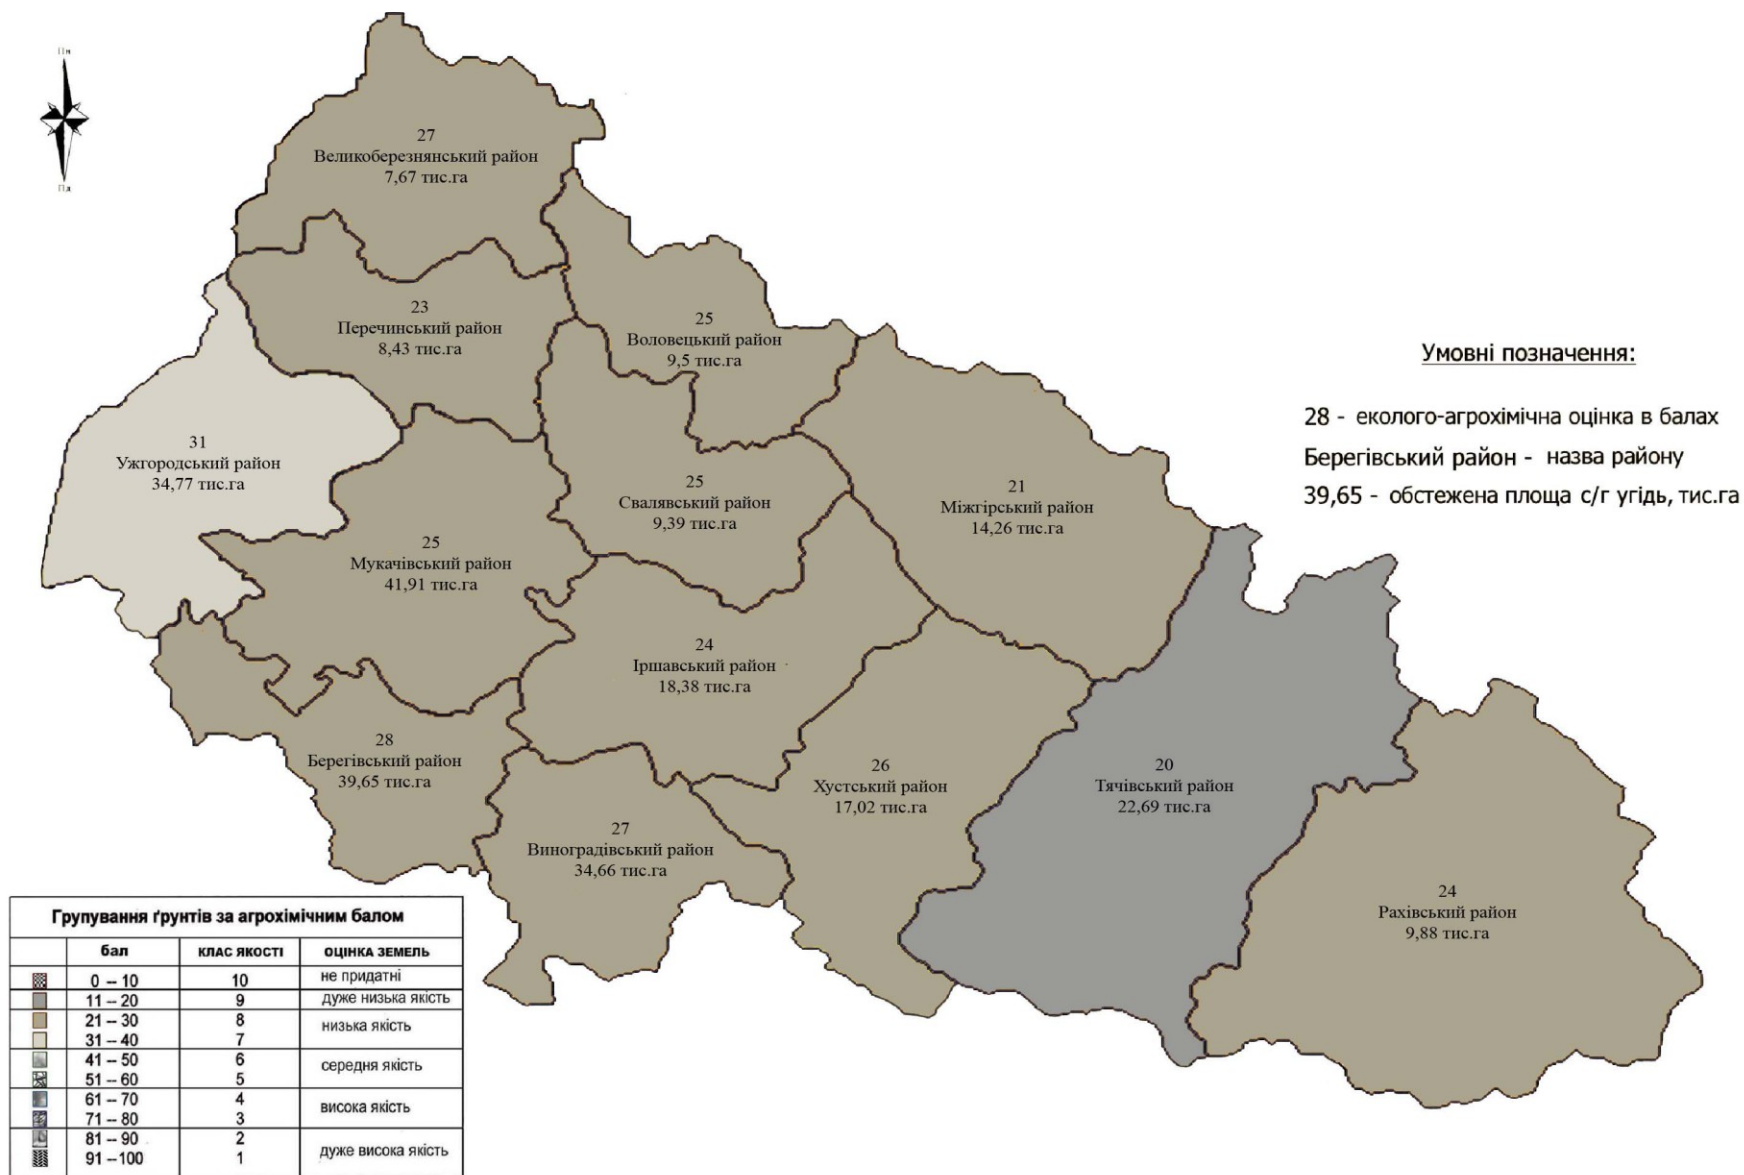 Пн
Пд
27
Великоберезнянський район
7,67 тис.га
23
Перечинський район
8,43 тис.га
25
Воловецький район
9,5 тис.га
31
Ужгородський район
34,77 тис.га
25
Свалявський район
9,39 тис.га
21
Міжгірський район
14,26 тис.га
25
Мукачівський район
41,91 тис.га
24
Іршавський район
18,38 тис.га
28
Берегівський район
39,65 тис.га
26
Хустський район
17,02 тис.га
20
Тячівський район
22,69 тис.га
27
Виноградівський район
34,66 тис.га
24
Рахівський район
9,88 тис.га
Умовні позначення:
28 - еколого-агрохімічна оцінка в балах
Берегівський район - назва району
39,65 - обстежена площа с/г угідь, тис.га
Групування ґрунтів за агрохімічним балом
бал КЛАС ЯКОСТІ ОЦІНКА ЗЕМЕЛЬ
0 – 10 10 не придатні
11 – 20 9 дуже низька якість
21 – 30 8 низька якість
31 – 40 7
41 – 50 6 середня якість
51 – 60 5
61 – 70 4 висока якість
71 – 80 3
81 – 90 2 дуже висока якість
91 –100 1